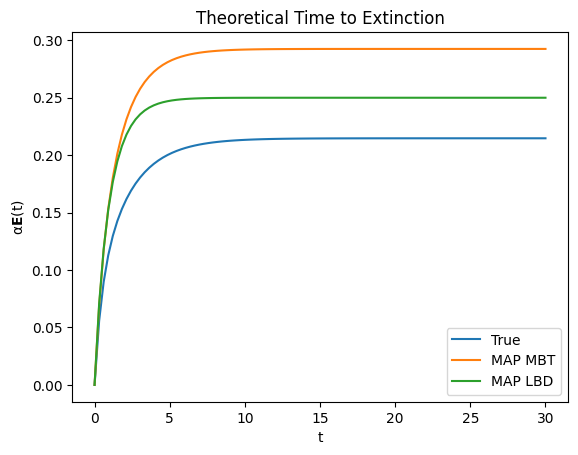 Theoretical Time to Extinction
0.30
0.25
0.20
0.15
0.10
0.05
0.00
α𝐄(t)
0 5 10 15 20 25 30
t
True
MAP MBT
MAP LBD